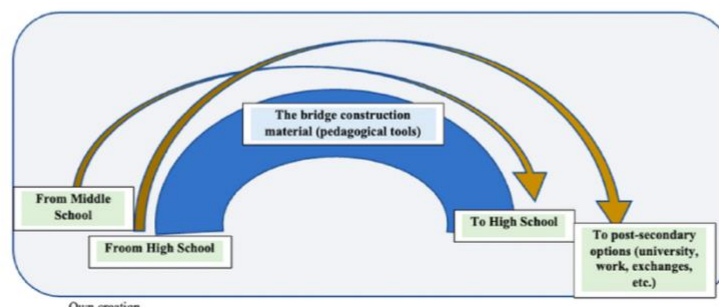 The bridge construction
material (pedagogical tools)
From Middle
School
Froom High School
To High School
To post-secondary
options (university,
work, exchanges,
etc.)
Own creation